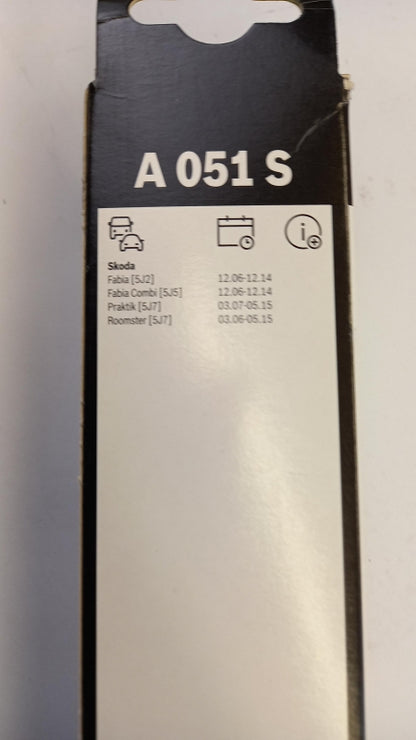 A 051 S
Skoda
Fabia [5J2] 12.06-12.14
Fabia Combi [5J5] 12.06-12.14
Praktik [5J7] 03.07-05.15
Roomster [5J7] 03.06-05.15